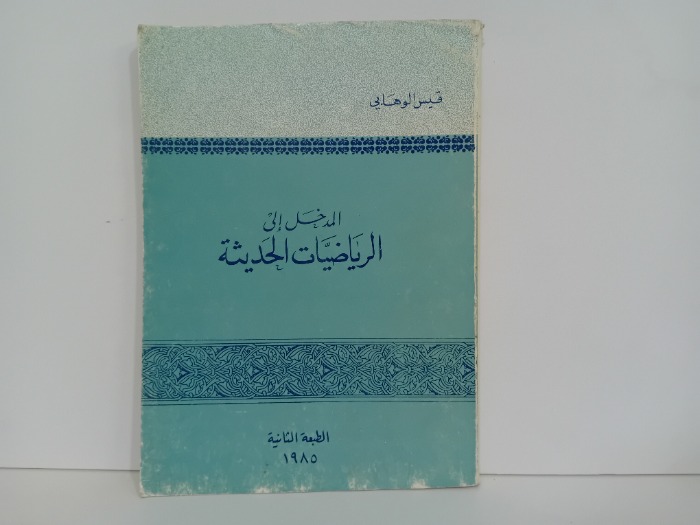 قيس الوهابي
المدخل إلى
الرياضيات الحديثة
الطبعة الثانية
١٩٨٥